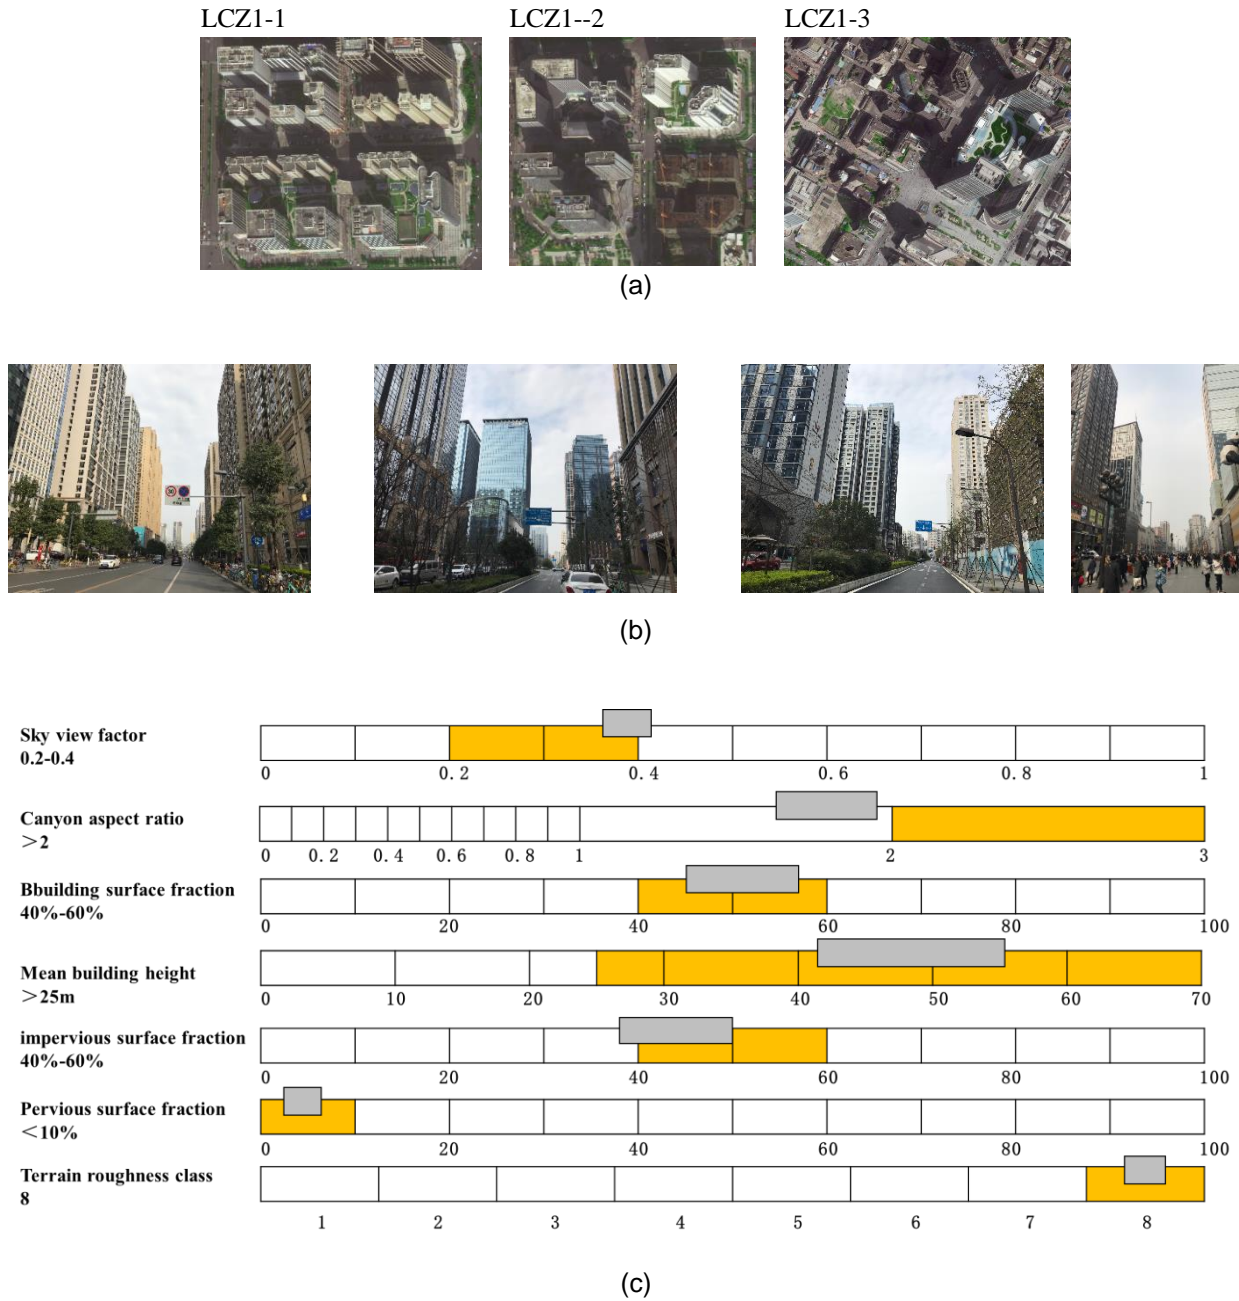 LCZ1-1 LCZ1--2 LCZ1-3
(a)
(b)
Sky view factor
0.2-0.4
0 0.2 0.4 0.6 0.8 1
Canyon aspect ratio
>2
0 0.2 0.4 0.6 0.8 1 2 3
Bbuilding surface fraction
40%-60%
0 20 40 60 80 100
Mean building height
>25m
0 10 20 30 40 50 60 70
impervious surface fraction
40%-60%
0 20 40 60 80 100
Pervious surface fraction
<10%
0 20 40 60 80 100
Terrain roughness class
8
1 2 3 4 5 6 7 8
(c)